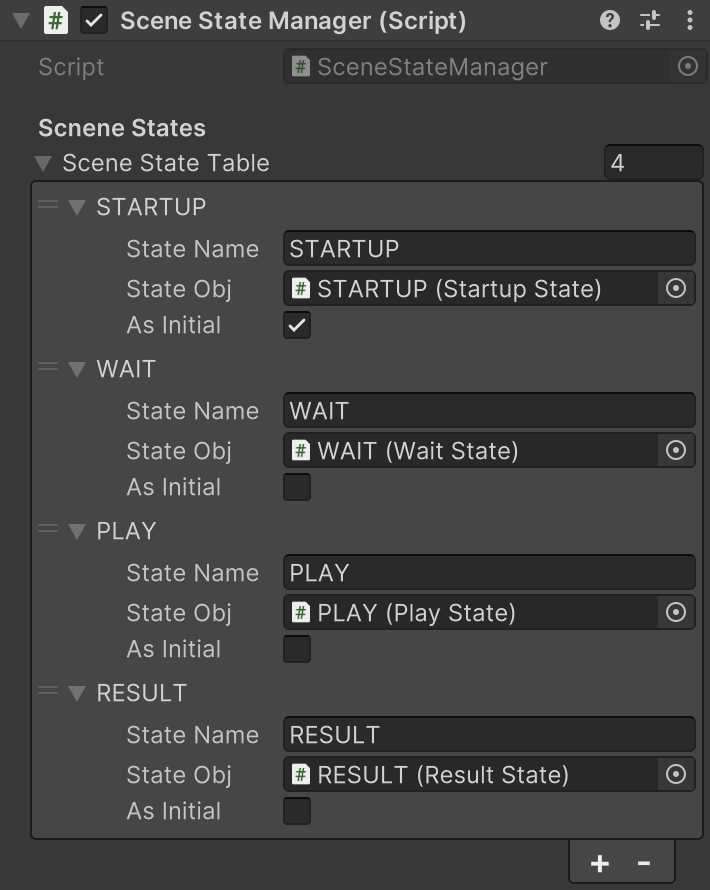 Scene State Manager (Script)
Script SceneStateManager
Scnene States
Scene State Table 4
STARTUP
State Name STARTUP
State Obj STARTUP (Startup State)
As Initial
WAIT
State Name WAIT
State Obj WAIT (Wait State)
As Initial
PLAY
State Name PLAY
State Obj PLAY (Play State)
As Initial
RESULT
State Name RESULT
State Obj RESULT (Result State)
As Initial